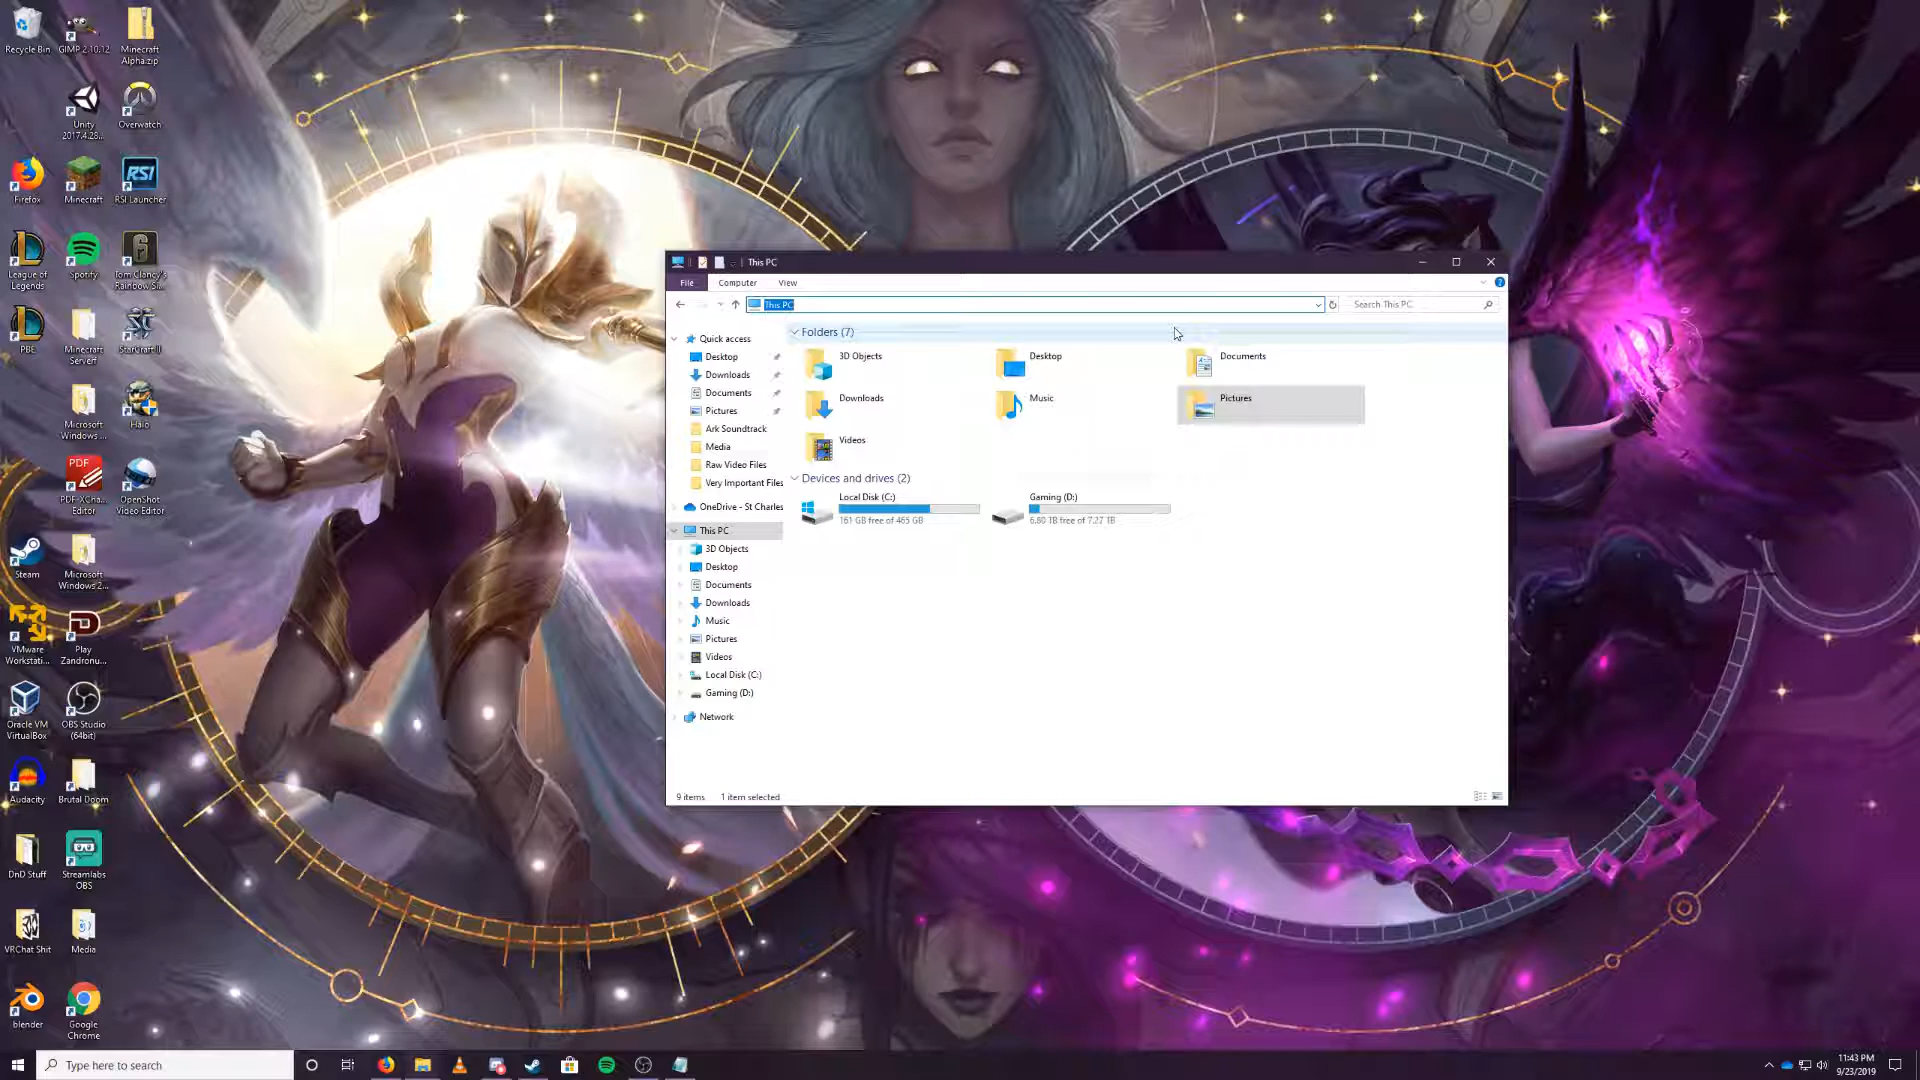 Recycle Bin
GIMP 2.10.12
Minecraft
Alpha.zip
Unity
2017.4.28...
Overwatch
Firefox
Minecraft
RSI
RSI Launcher
League of
Legends
Spotify
Tom Clancy's
Rainbow Si...
PBE
Minecraft
Server!!
StarCraft II
Microsoft
Windows ...
Halo
PDF
PDF-XCha...
Editor
OpenShot
Video Editor
Steam
Microsoft
Windows 2...
VMware
Workstati...
Play
Zandronu...
Oracle VM
VirtualBox
OBS Studio
(64bit)
Audacity
Brutal Doom
DnD Stuff
Streamlabs
OBS
VRChat Shit
Media
blender
Google
Chrome
This PC
File
Computer
View
This PC
Search This PC
Quick access
Desktop
Downloads
Documents
Pictures
Ark Soundtrack
Media
Raw Video Files
Very Important Files
OneDrive - St Charles
This PC
3D Objects
Desktop
Documents
Downloads
Music
Pictures
Videos
Local Disk (C:)
Gaming (D:)
Network
Folders (7)
3D Objects
Desktop
Documents
Downloads
Music
Pictures
Videos
Devices and drives (2)
Local Disk (C:)
161 GB free of 465 GB
Gaming (D:)
6.80 TB free of 7.27 TB
9 items
1 item selected
Type here to search
11:43 PM
9/23/2019